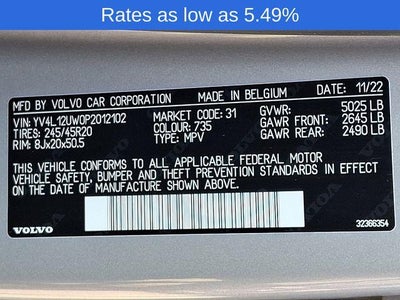 Rates as low as 5.49%
MFD BY VOLVO CAR CORPORATION MADE IN BELGIUM DATE: 11/22
VIN: YV4L12UW0P2012102 MARKET CODE: 31 GVWR: 5025 LB
TIRES: 245/45R20 COLOUR: 735 GAWR FRONT: 2645 LB
RIM: 8Jx20x50.5 TYPE: MPV GAWR REAR: 2490 LB
THIS VEHICLE CONFORMS TO ALL APPLICABLE FEDERAL MOTOR
VEHICLE SAFETY, BUMPER AND THEFT PREVENTION STANDARDS IN EFFECT
ON DATE OF MANUFACTURE SHOWN ABOVE.
VOLVO 32366354